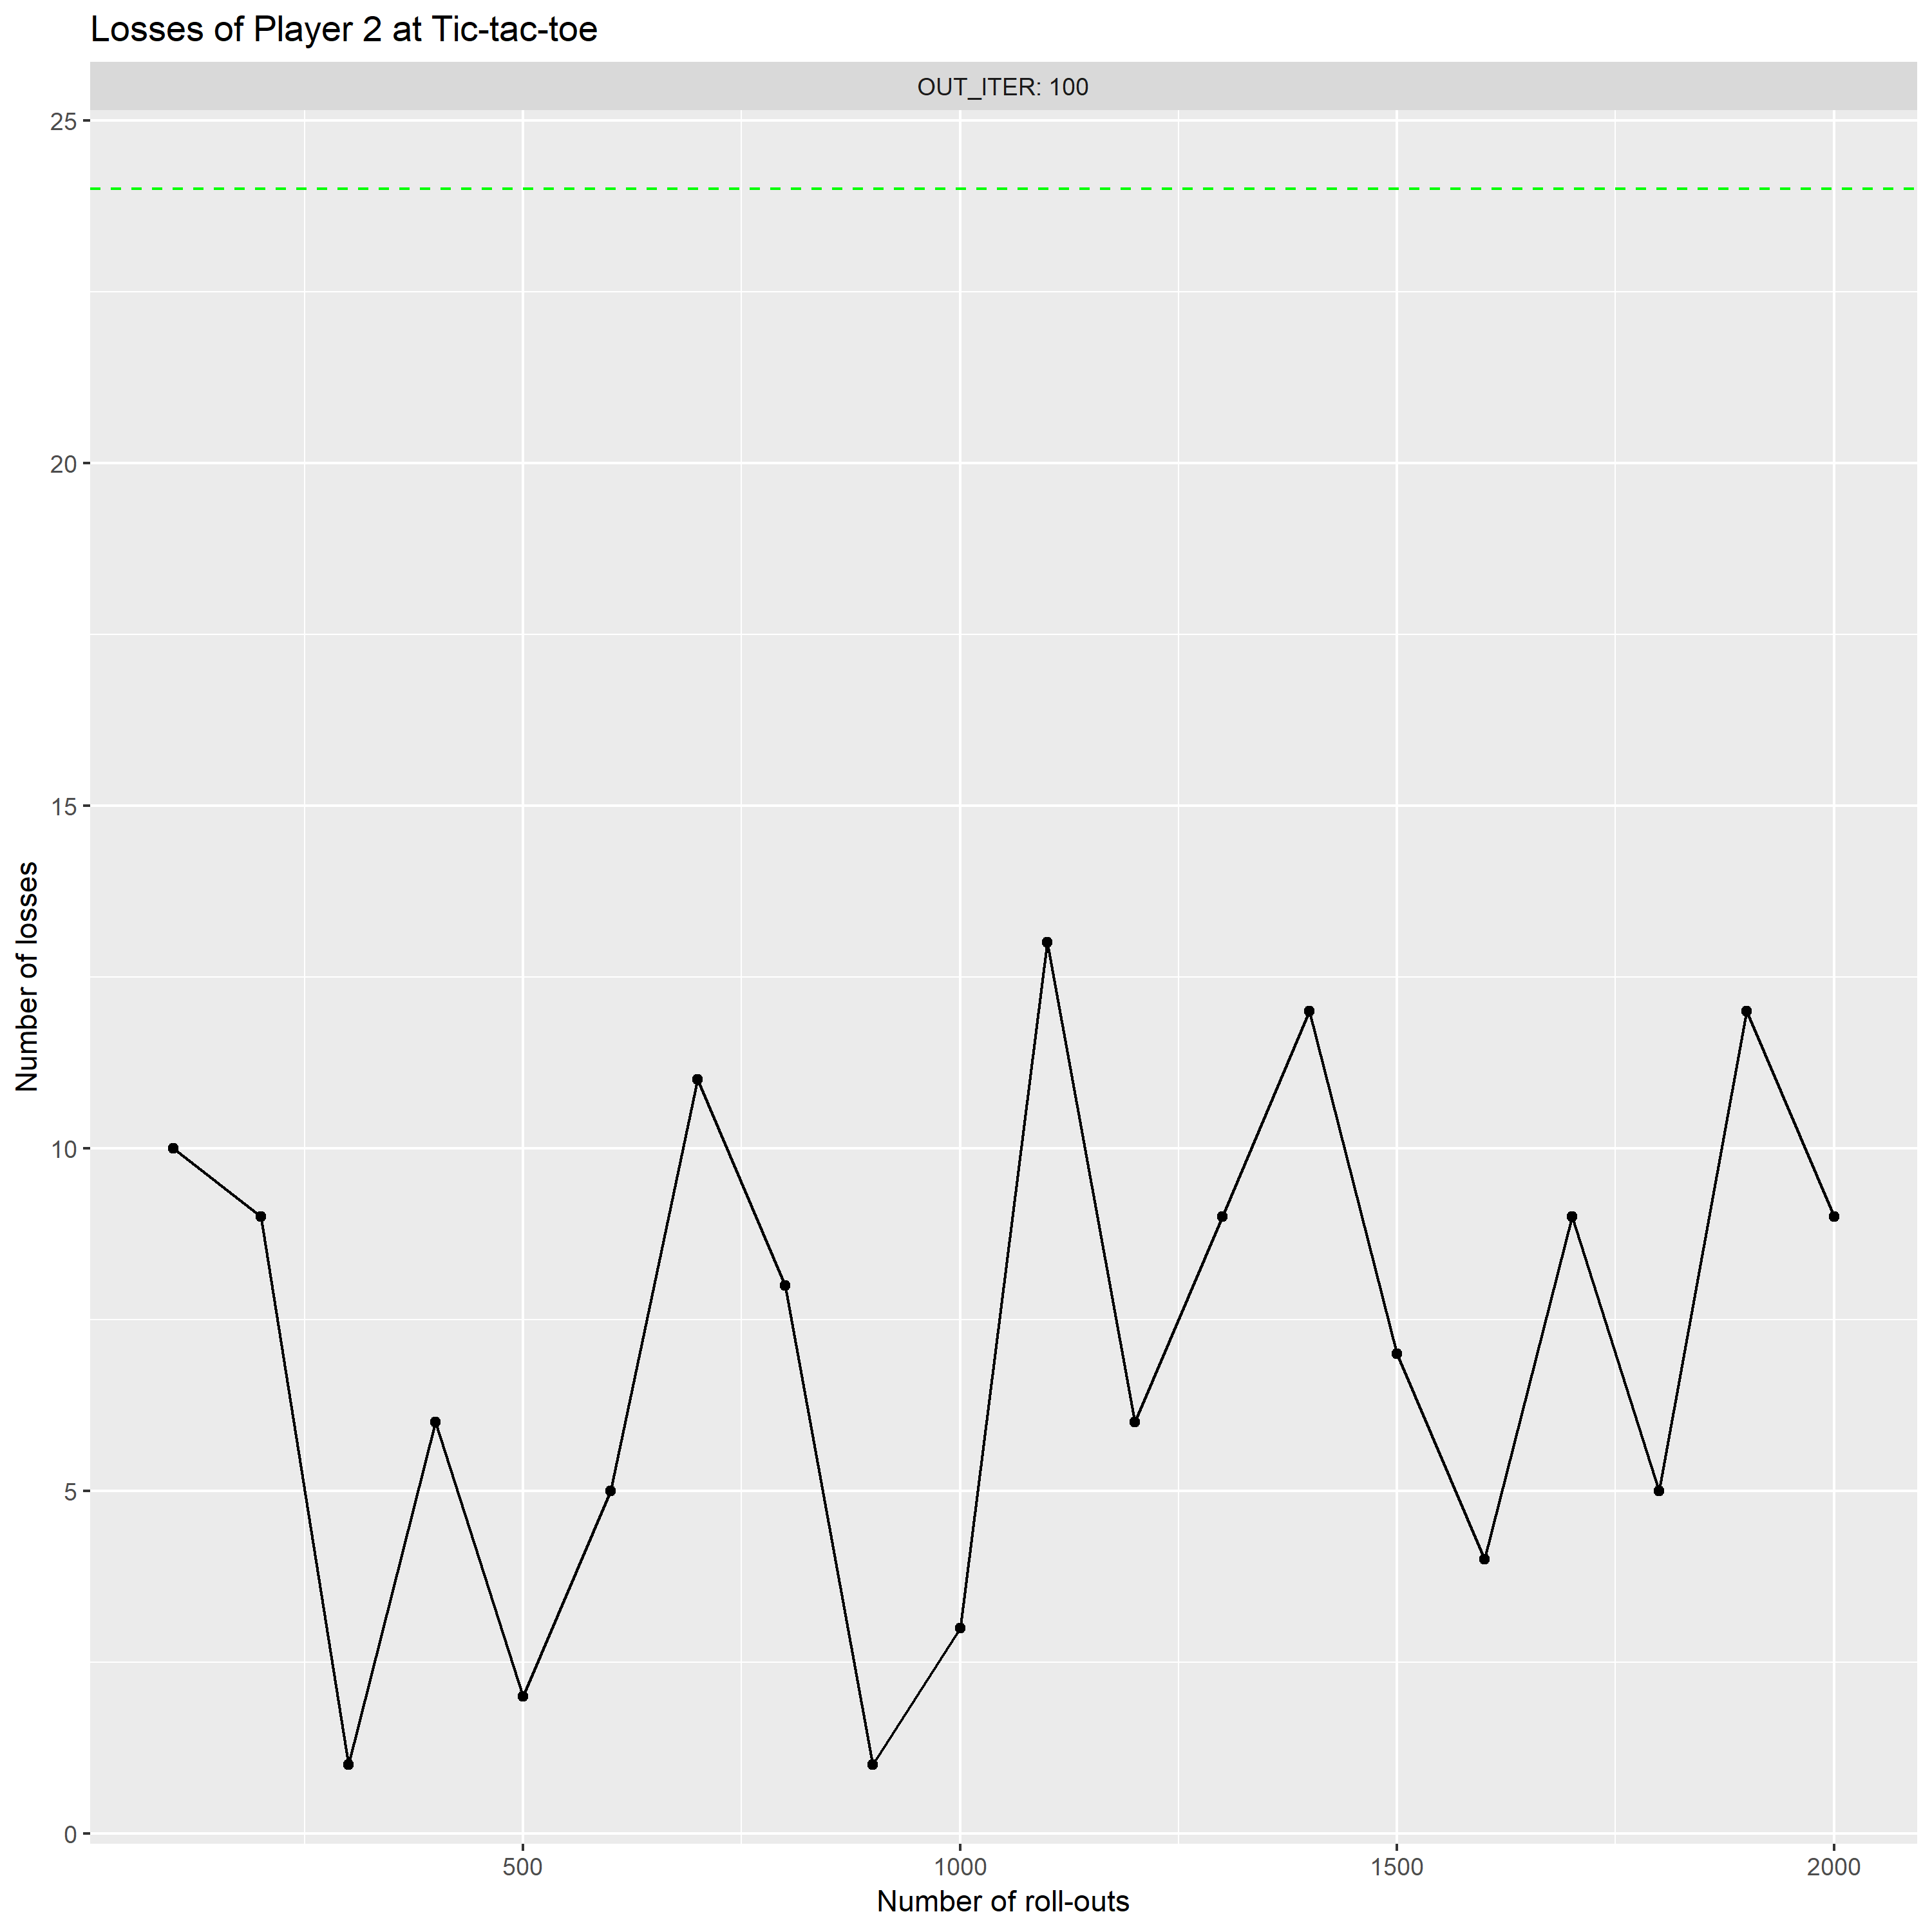 Losses of Player 2 at Tic-tac-toe
OUT_ITER: 100
25
20
15
10
5
0
Number of losses
500
1000
1500
2000
Number of roll-outs